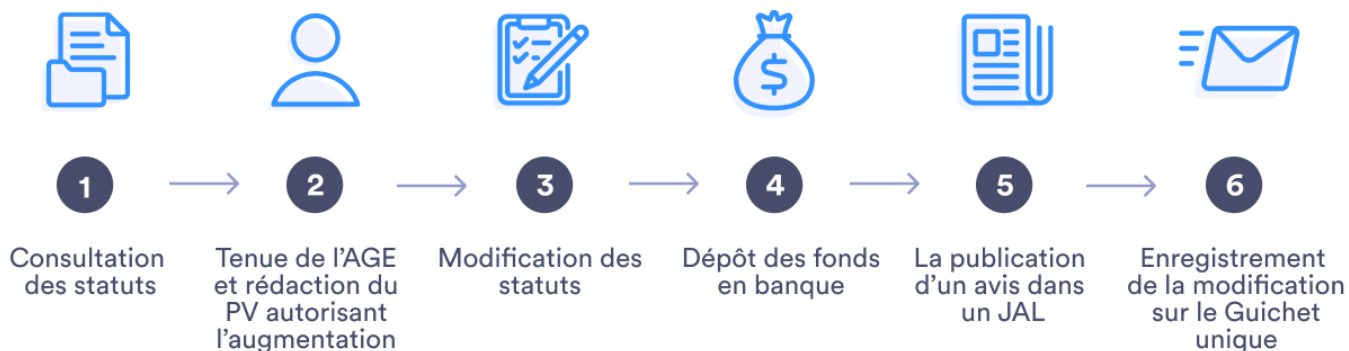 $
1
2
3
4
5
6
Consultation
des statuts
Tenue de l'AGE
et rédaction du
PV autorisant
l'augmentation
Modification des
statuts
Dépôt des fonds
en banque
La publication
d'un avis dans
un JAL
Enregistrement
de la modification
sur le Guichet
unique